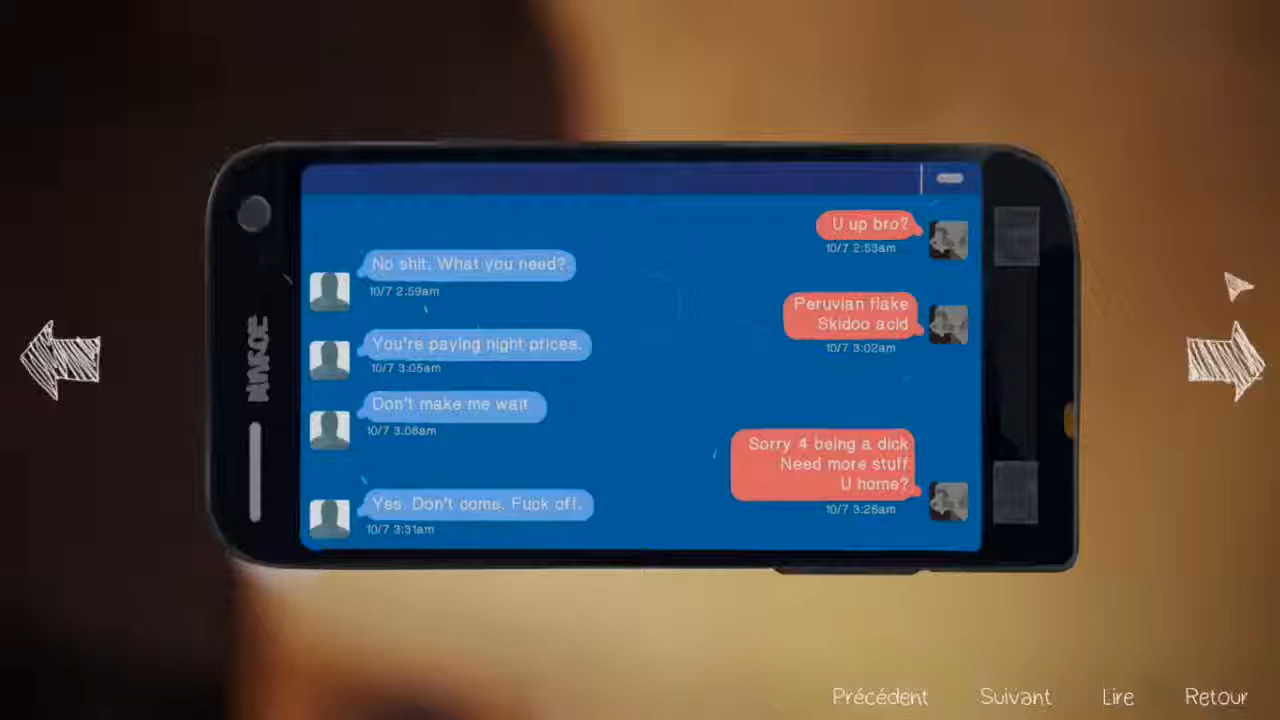 U up bro?
10/7 2:53am
No shit. What you need?
10/7 2:59am
Peruvian flake
Skidoo acid
10/7 3:02am
You're paying night prices.
10/7 3:05am
Don't make me wait
10/7 3:08am
Sorry 4 being a dick
Need more stuff
U home?
10/7 3:26am
Yes. Don't come. Fuck off.
10/7 3:31am
Précédent
Suivant
Lire
Retour